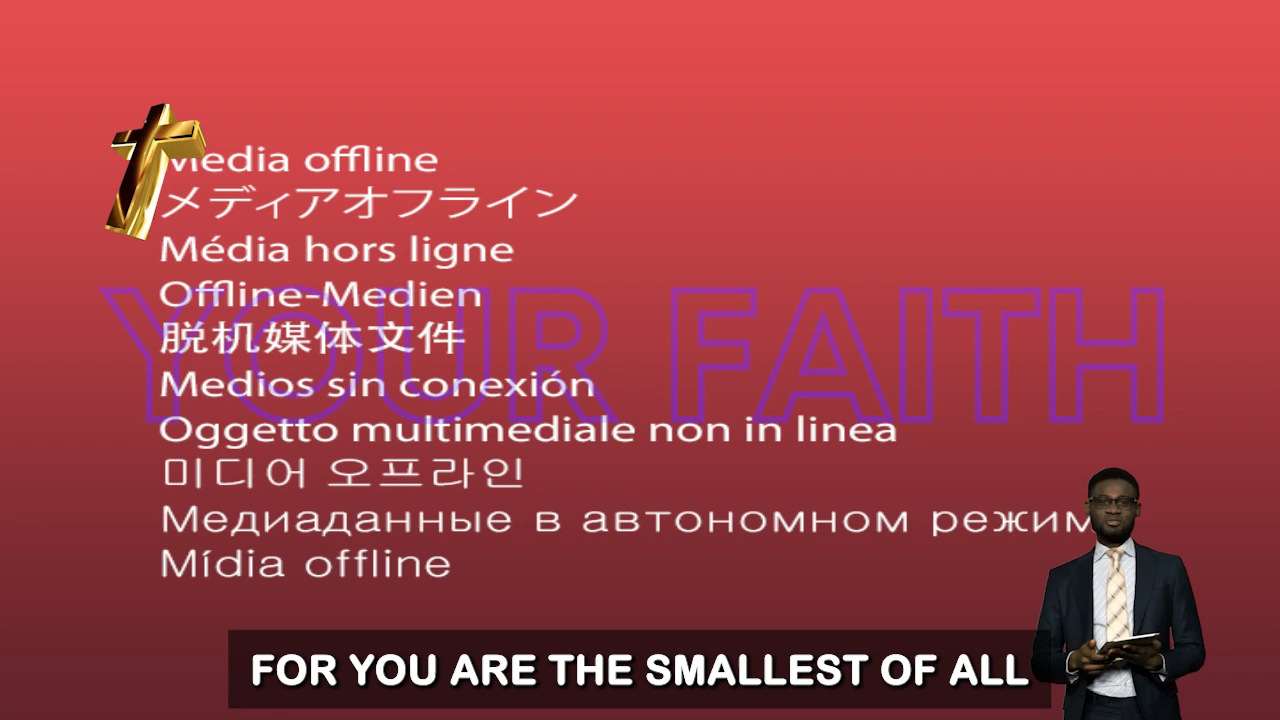 Media offline
メディアオフライン
Média hors ligne
Offline-Medien
脱机媒体文件
Medios sin conexión
YOUR FAITH
Oggetto multimediale non in linea
미디어 오프라인
Медиаданные в автономном режим
Mídia offline
FOR YOU ARE THE SMALLEST OF ALL